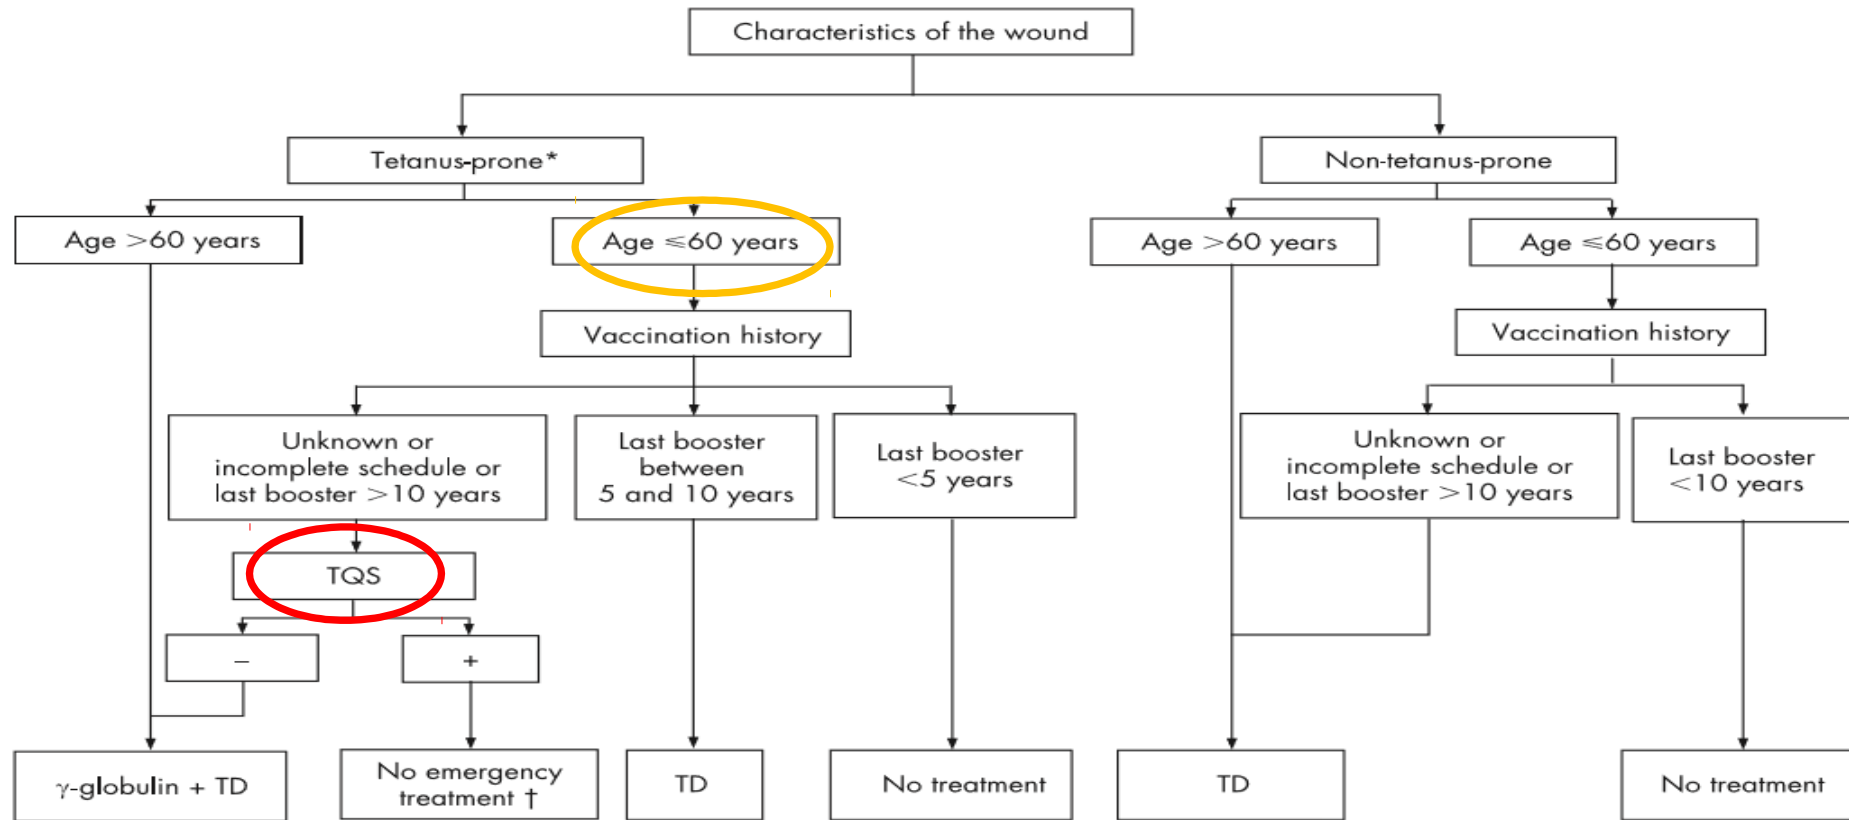 Characteristics of the wound
Tetanus-prone*
Non-tetanus-prone
Age >60 years
Age ⩽60 years
Age >60 years
Age ⩽60 years
Vaccination history
Vaccination history
Unknown or
incomplete schedule or
last booster >10 years
Last booster
between
5 and 10 years
Last booster
<5 years
Unknown or
incomplete schedule or
last booster >10 years
Last booster
<10 years
TQS
–
+
γ-globulin + TD
No emergency
treatment †
TD
No treatment
TD
No treatment